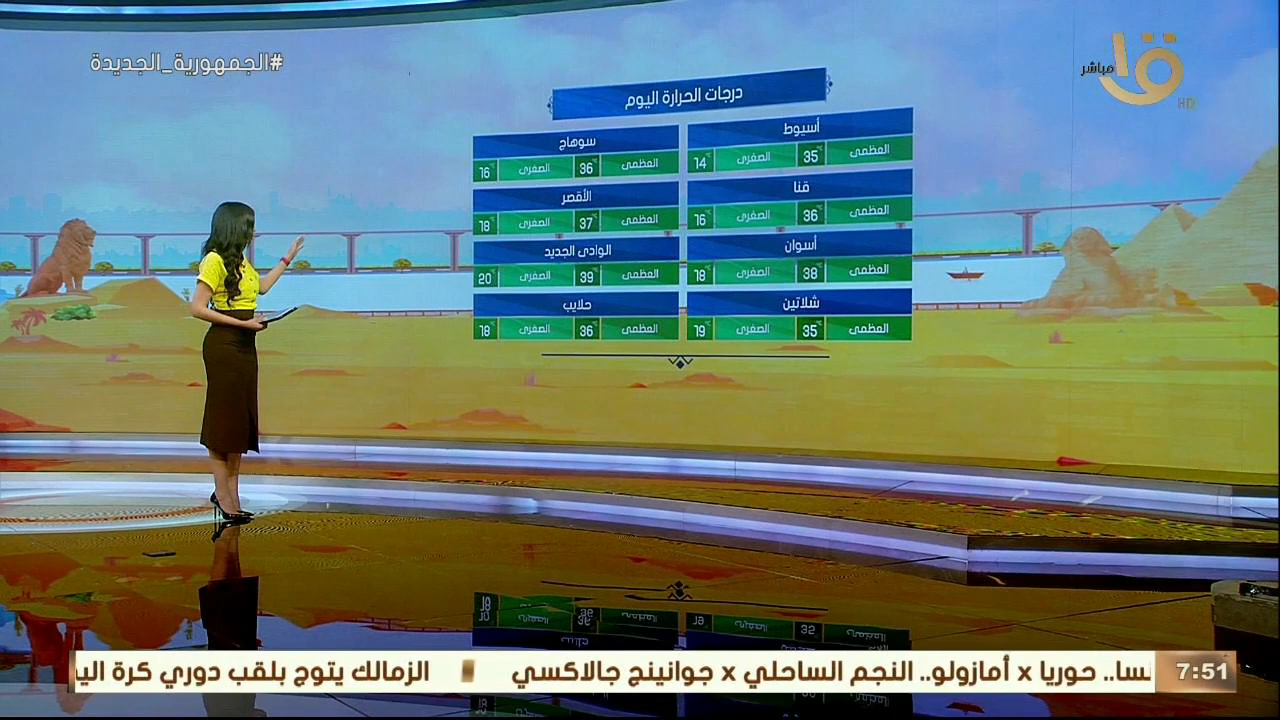 #الجمهورية_الجديدة
مباشر
HD
درجات الحرارة اليوم
أسيوط
العظمى 35°c الصغرى 14°c
سوهاج
العظمى 36°c الصغرى 16°c
قنا
العظمى 36°c الصغرى 16°c
الأقصر
العظمى 37°c الصغرى 18°c
أسوان
العظمى 38°c الصغرى 18°c
الوادى الجديد
العظمى 39°c الصغرى 20°c
شلاتين
العظمى 35°c الصغرى 19°c
حلايب
العظمى 36°c الصغرى 18°c
7:51
حوريا x أمازولو.. النجم الساحلي x جوانينج جالاكسي
الزمالك يتوج بلقب دوري كرة